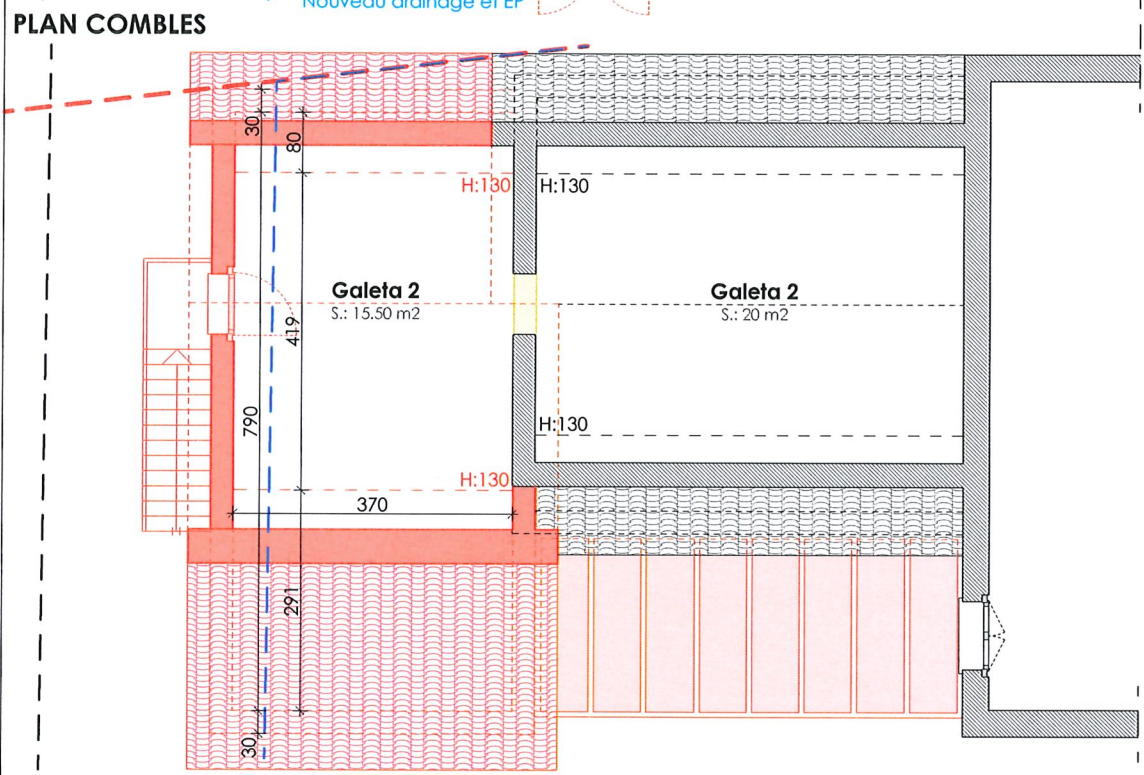 Nouveau drainage et EP
PLAN COMBLES
30
80
H:130
H:130
Galeta 2
S.: 15.50 m2
Galeta 2
S.: 20 m2
419
790
H:130
H:130
370
291
30